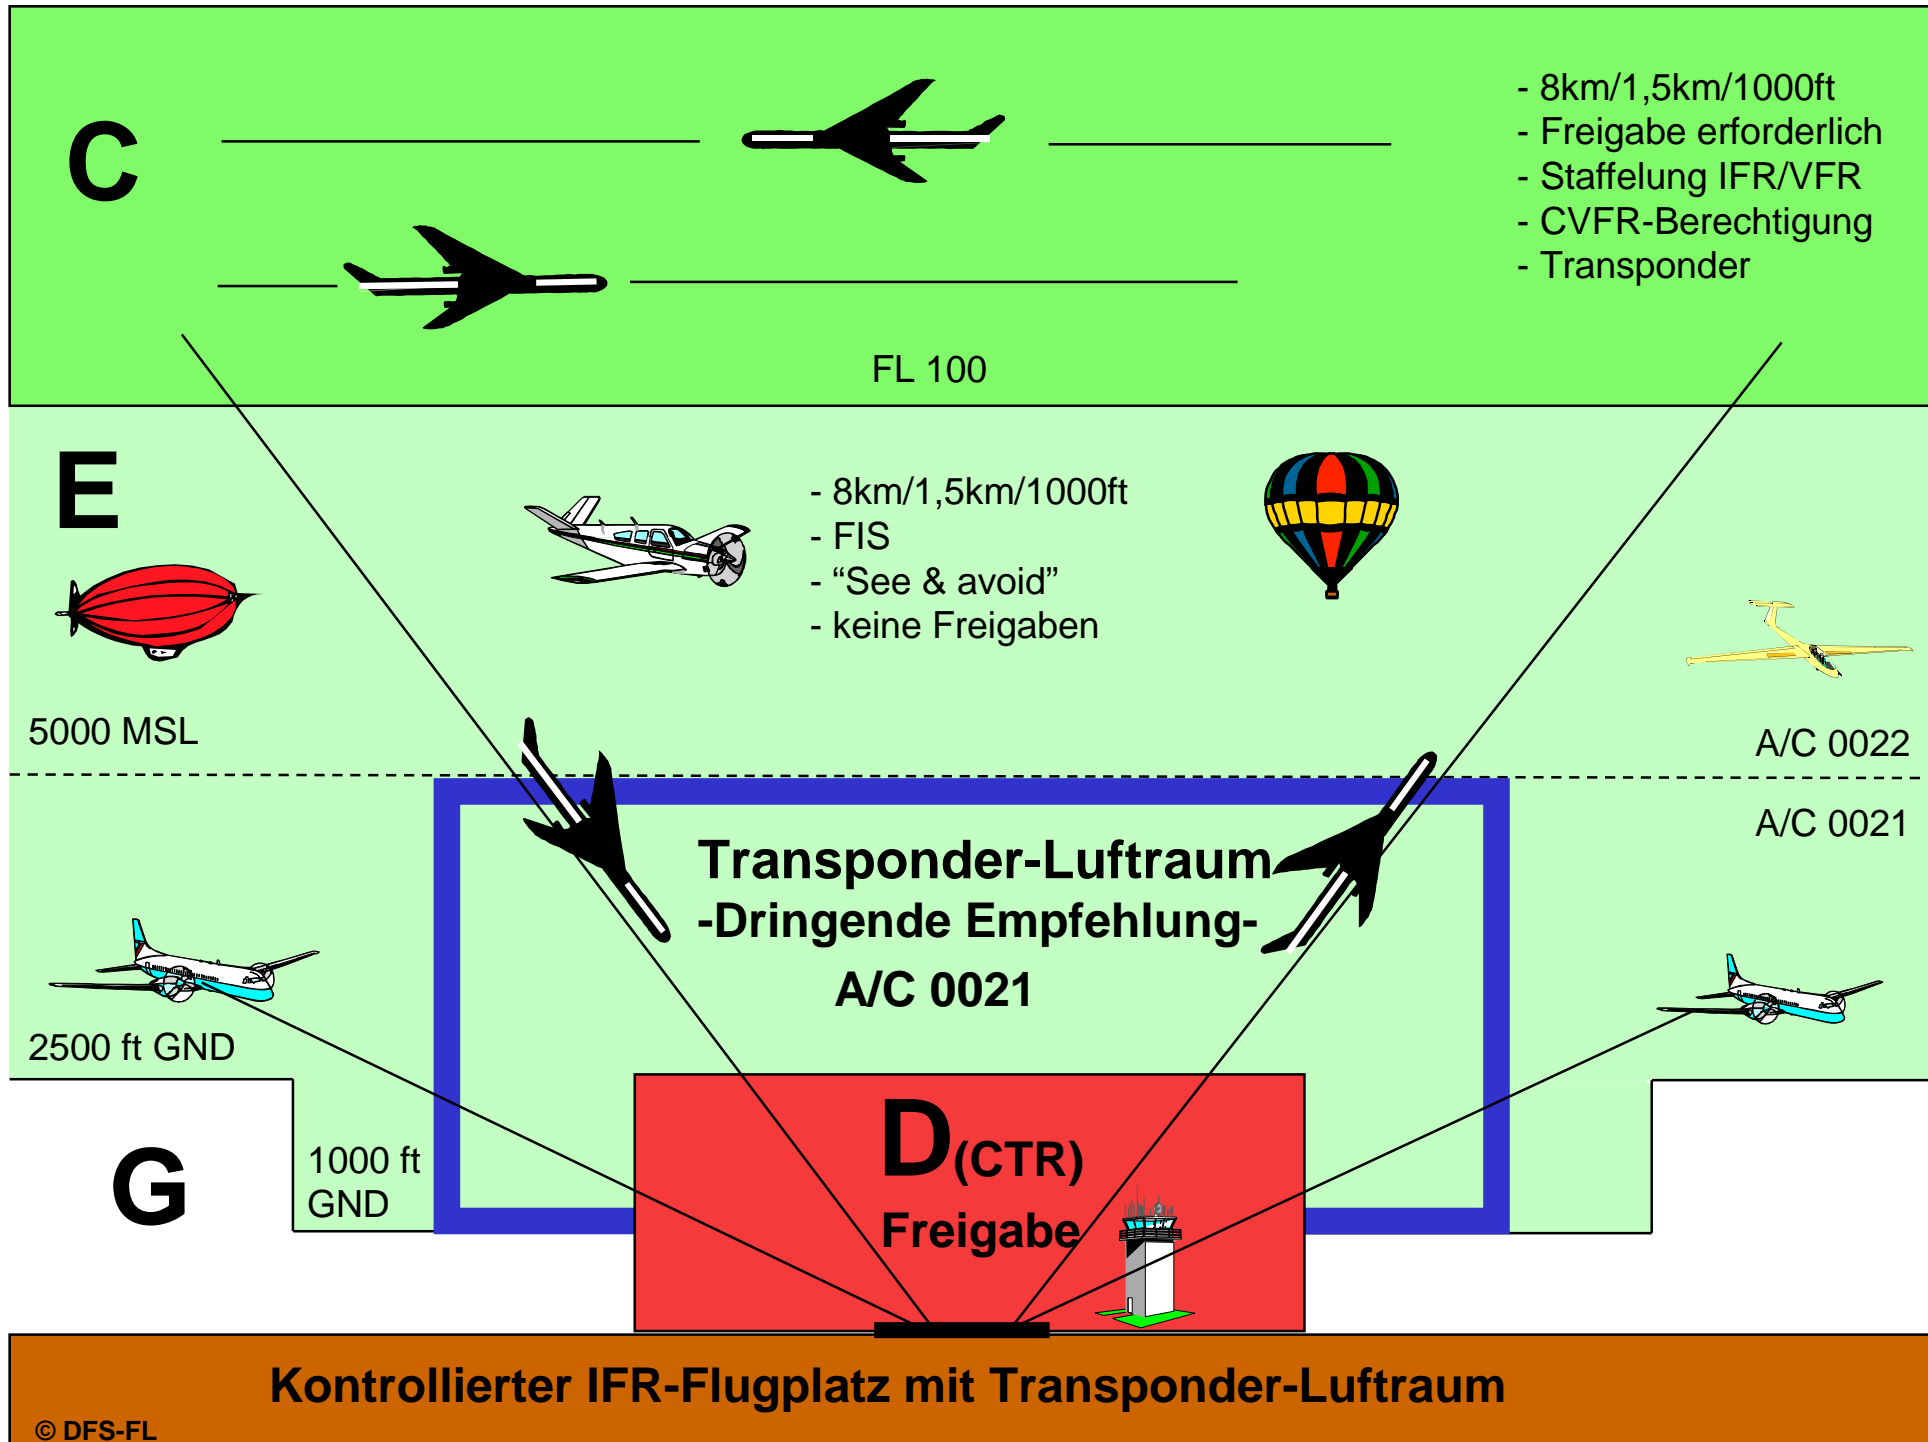 C
- 8km/1,5km/1000ft
- Freigabe erforderlich
- Staffelung IFR/VFR
- CVFR-Berechtigung
- Transponder
FL 100
E
- 8km/1,5km/1000ft
- FIS
- “See & avoid”
- keine Freigaben
5000 MSL
A/C 0022
A/C 0021
Transponder-Luftraum
-Dringende Empfehlung-
A/C 0021
2500 ft GND
G
1000 ft
GND
D(CTR)
Freigabe
Kontrollierter IFR-Flugplatz mit Transponder-Luftraum
© DFS-FL